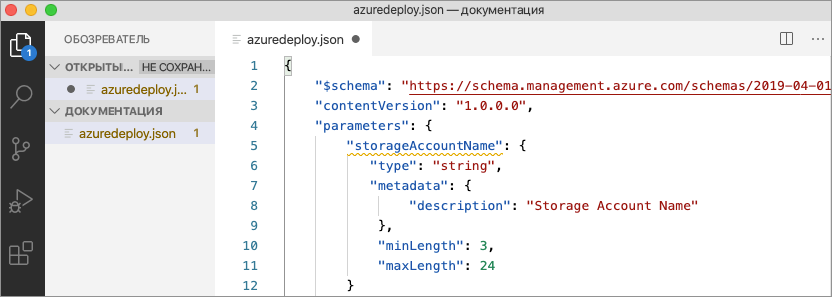 azuredeploy.json — документация
ОБОЗРЕВАТЕЛЬ
ОТКРЫТЫ... НЕ СОХРАН...
azuredeploy.j... 1
ДОКУМЕНТАЦИЯ
azuredeploy.json 1
1
azuredeploy.json
1 {
2 "$schema": "https://schema.management.azure.com/schemas/2019-04-01
3 "contentVersion": "1.0.0.0",
4 "parameters": {
5 "storageAccountName": {
6 "type": "string",
7 "metadata": {
8 "description": "Storage Account Name"
9 },
10 "minLength": 3,
11 "maxLength": 24
12 }